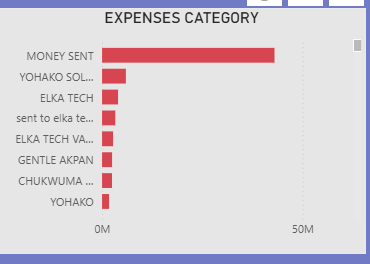 EXPENSES CATEGORY
MONEY SENT
YOHAKO SOL...
ELKA TECH
sent to elka te...
ELKA TECH VA...
GENTLE AKPAN
CHUKWUMA ...
YOHAKO
0M 50M